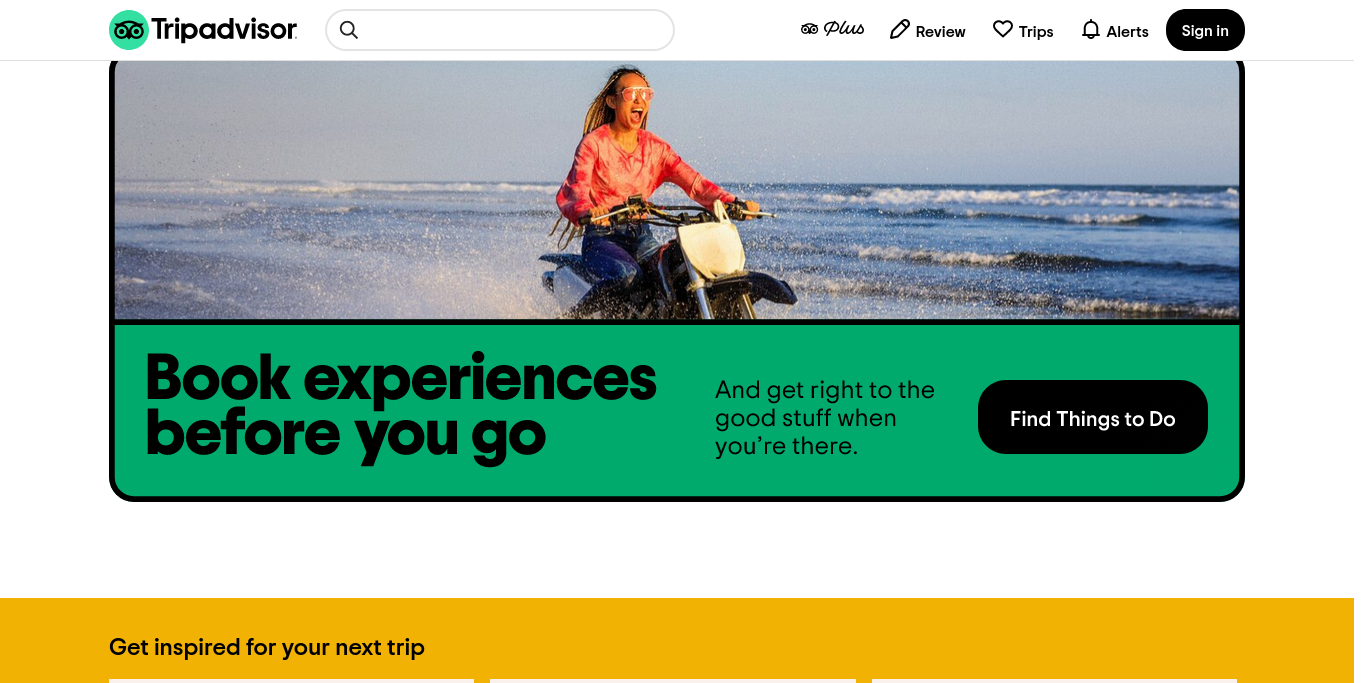 Tripadvisor
Plus
Review
Trips
Alerts
Sign in
Book experiences
before you go
And get right to the
good stuff when
you’re there.
Find Things to Do
Get inspired for your next trip